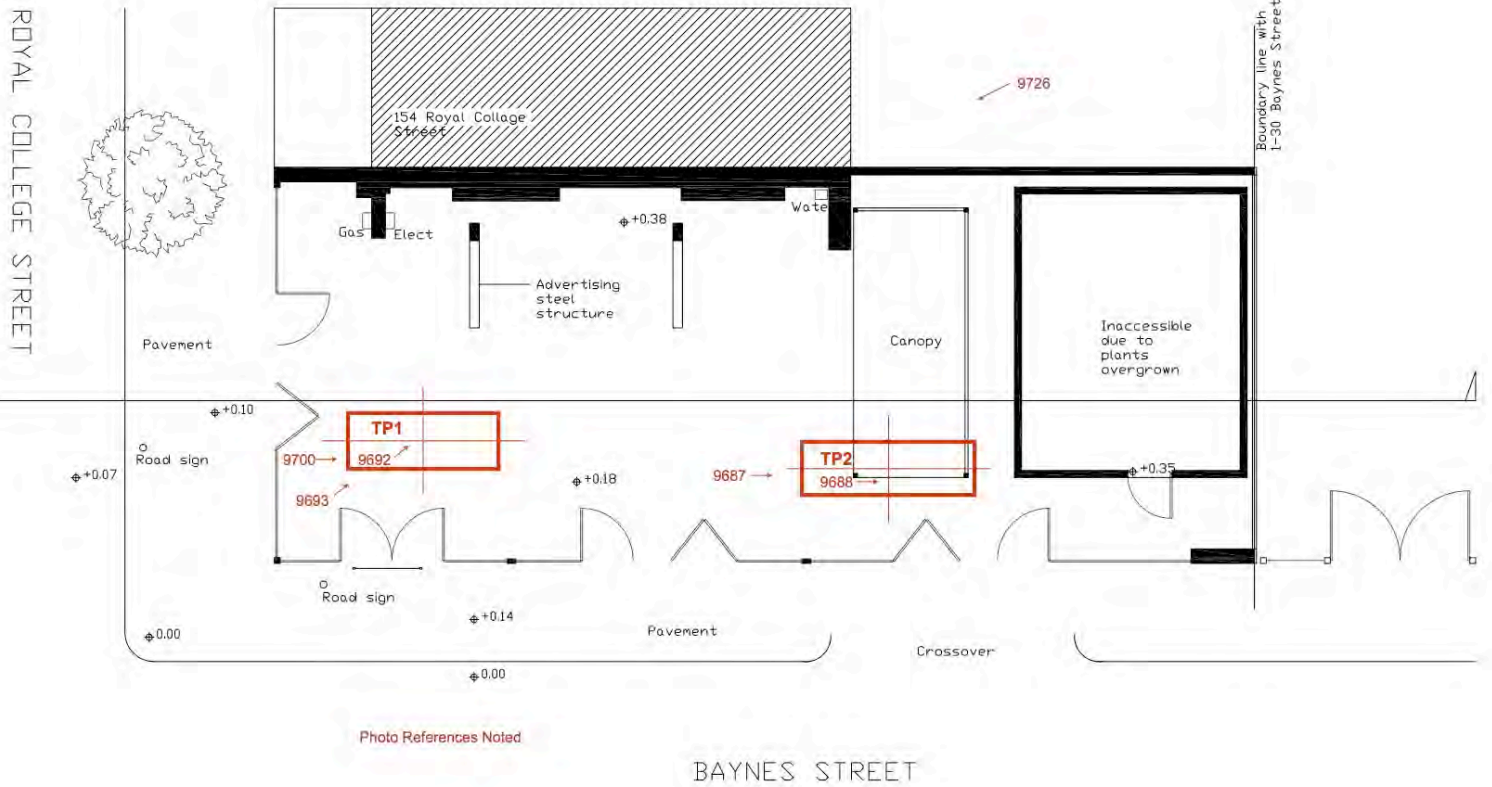 ROYAL COLLEGE STREET
154 Royal Collage
Street
9726
Boundary line with
1-30 Baynes Street
Gas
Elect
+0.38
Water
Advertising
steel
structure
Pavement
Canopy
Inaccessible
due to
plants
overgrown
+0.10
TP1
Road sign
9700
9692
+0.07
9693
+0.18
9687
TP2
9688
+0.35
Road sign
+0.14
0.00
Pavement
Crossover
0.00
Photo References Noted
BAYNES STREET